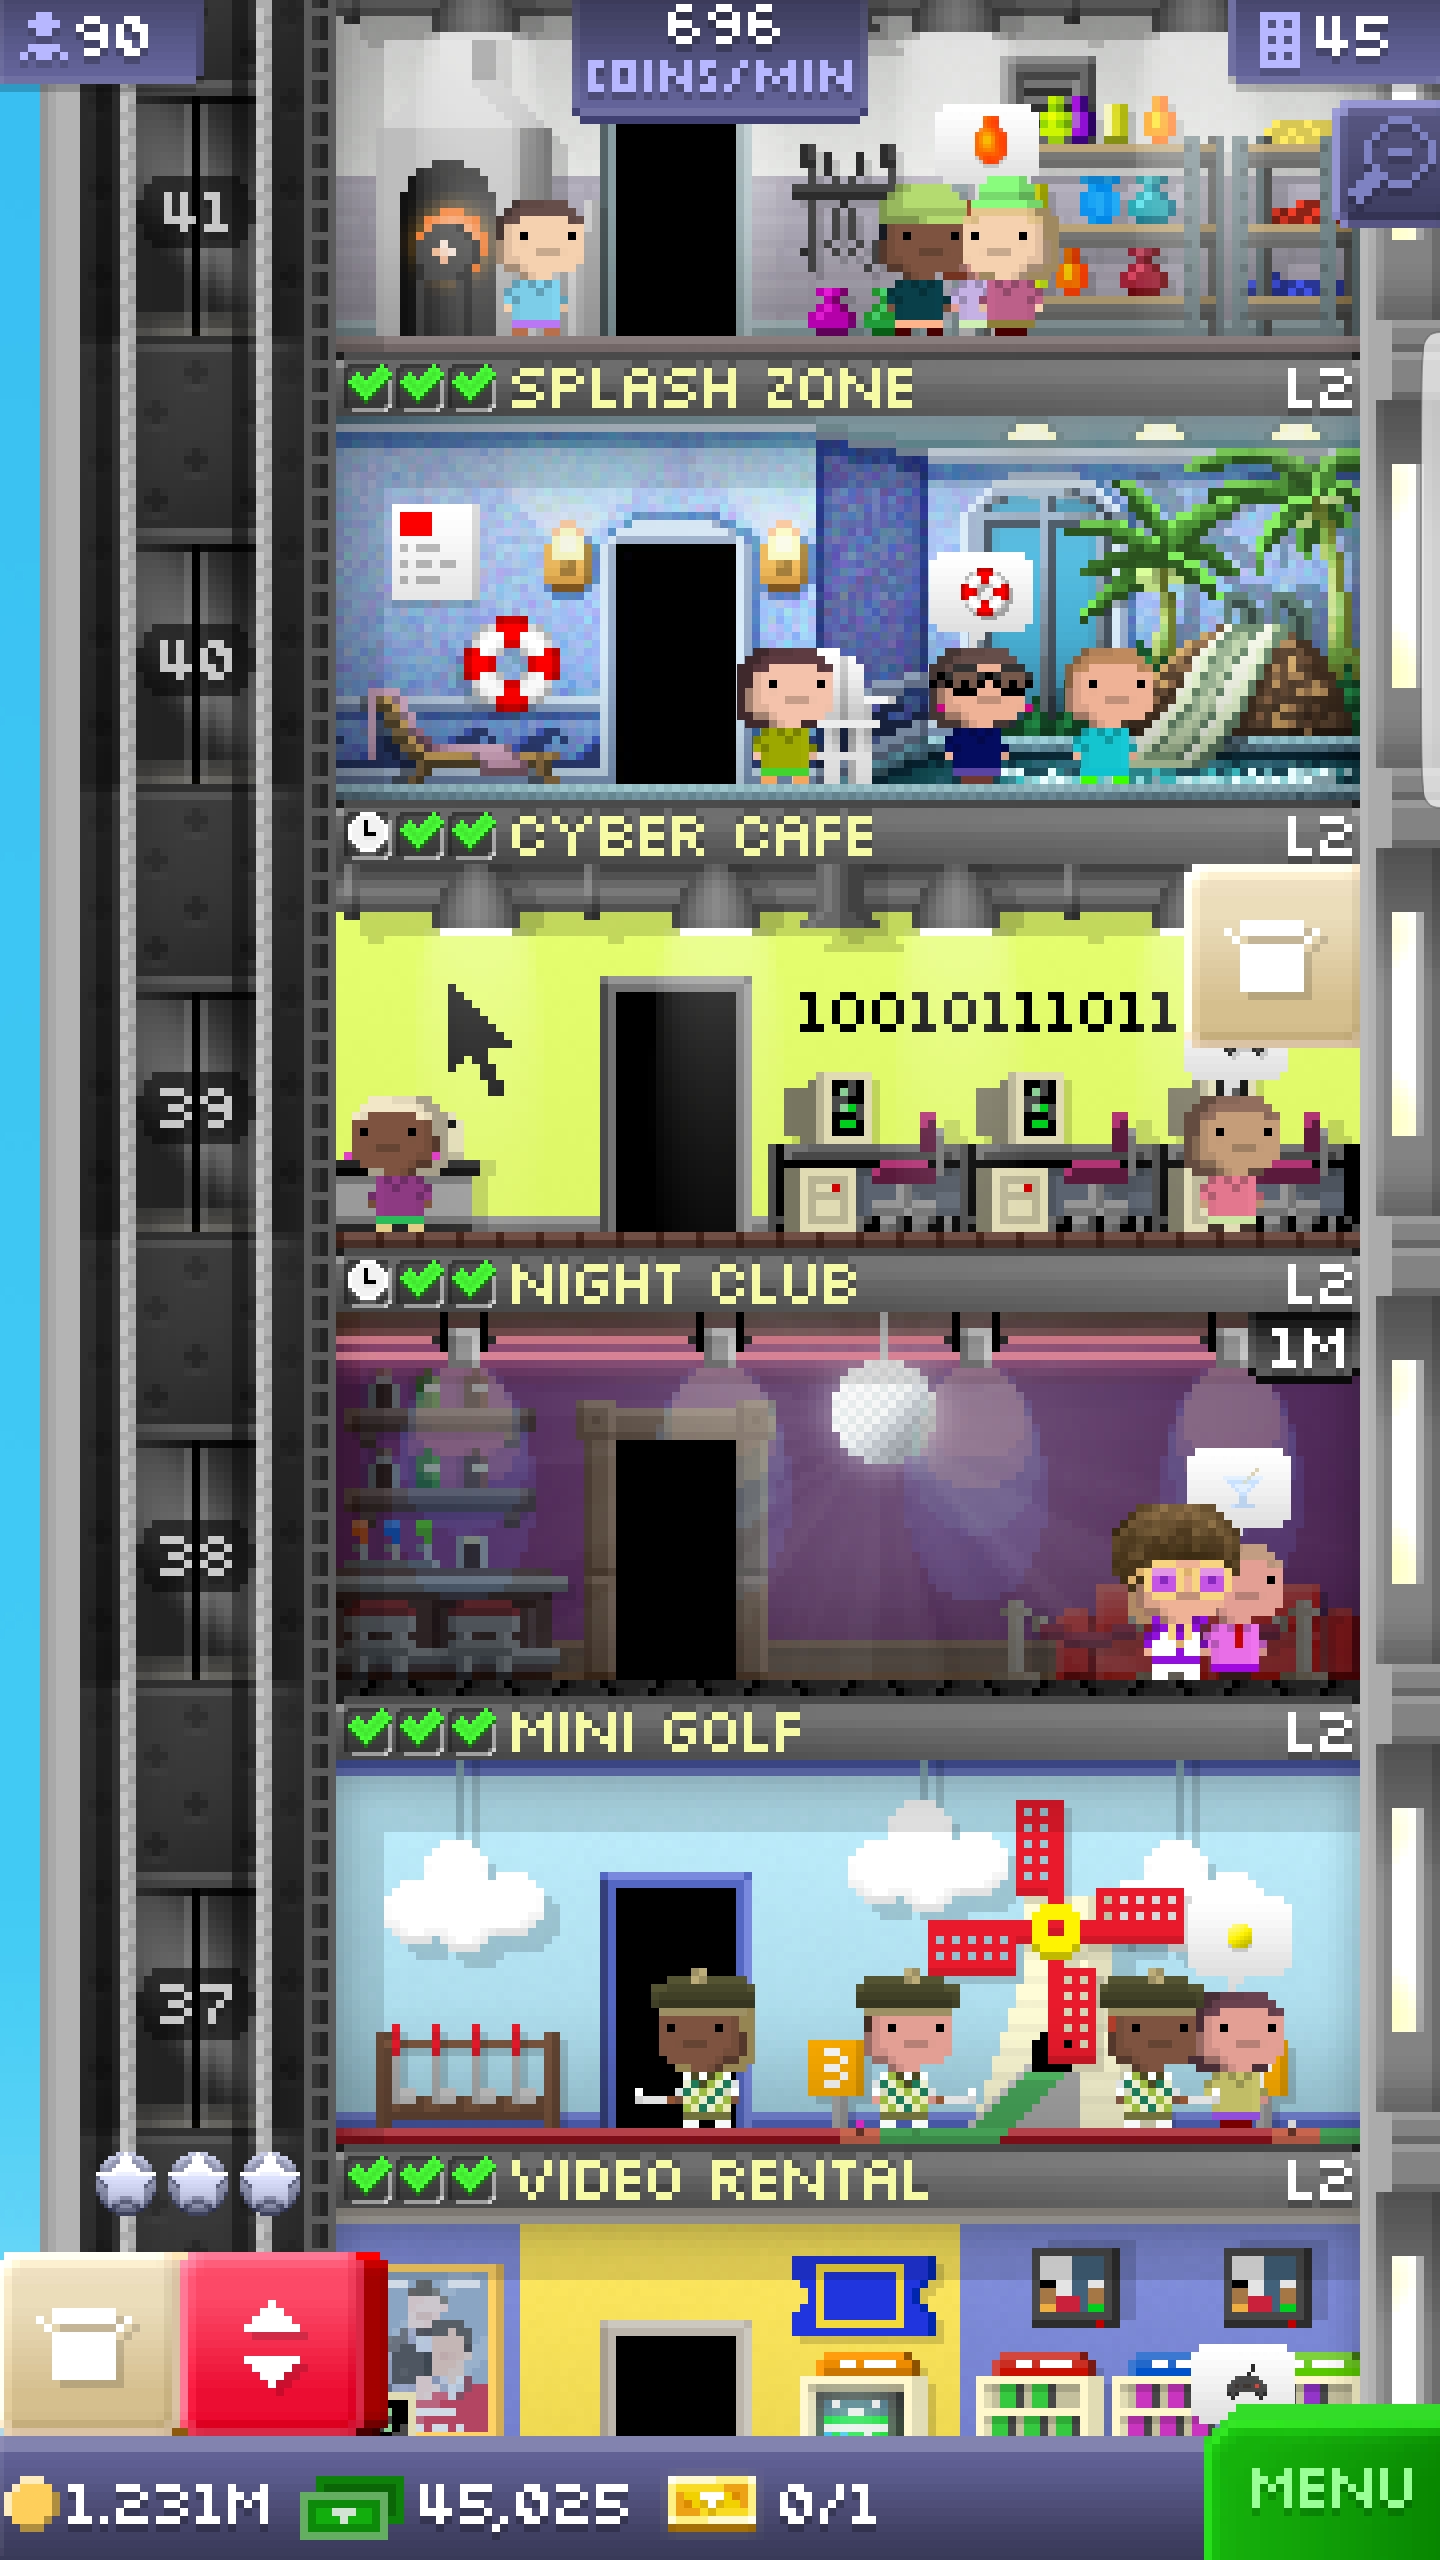 90
696
COINS/MIN
45
41
SPLASH ZONE L2
40
CYBER CAFE L2
10010111011
39
NIGHT CLUB L2
1M
38
MINI GOLF L2
3
37
VIDEO RENTAL L2
1.231M 45,025 0/1
MENU